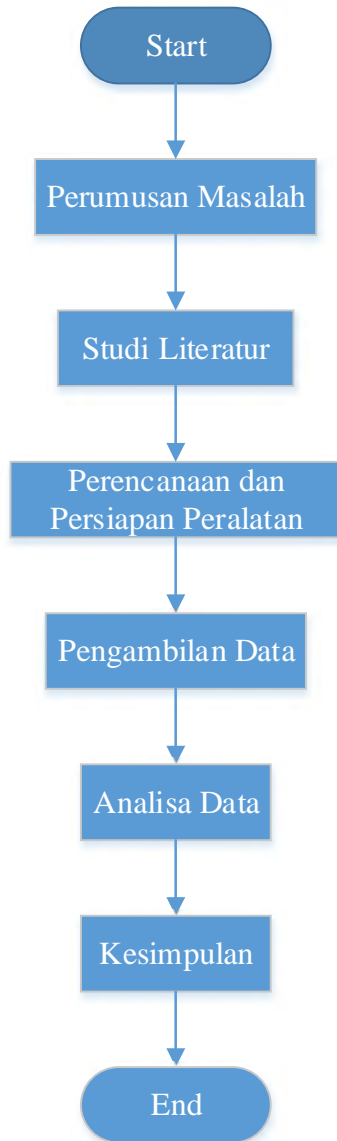 Start
Perumusan Masalah
Studi Literatur
Perencanaan dan
Persiapan Peralatan
Pengambilan Data
Analisa Data
Kesimpulan
End